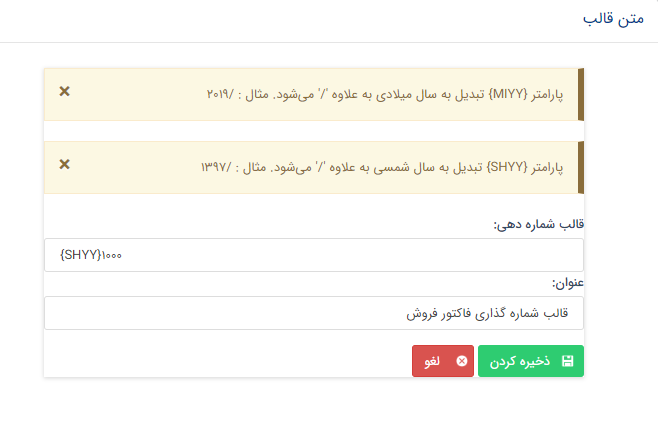 متن قالب
پارامتر {MIYY} تبدیل به سال میلادی به علاوه '/' می‌شود. مثال : /۲۰۱۹
پارامتر {SHYY} تبدیل به سال شمسی به علاوه '/' می‌شود. مثال : /۱۳۹۷
قالب شماره دهی:
{SHYY}۱۰۰۰
عنوان:
قالب شماره گذاری فاکتور فروش
ذخیره کردن لغو